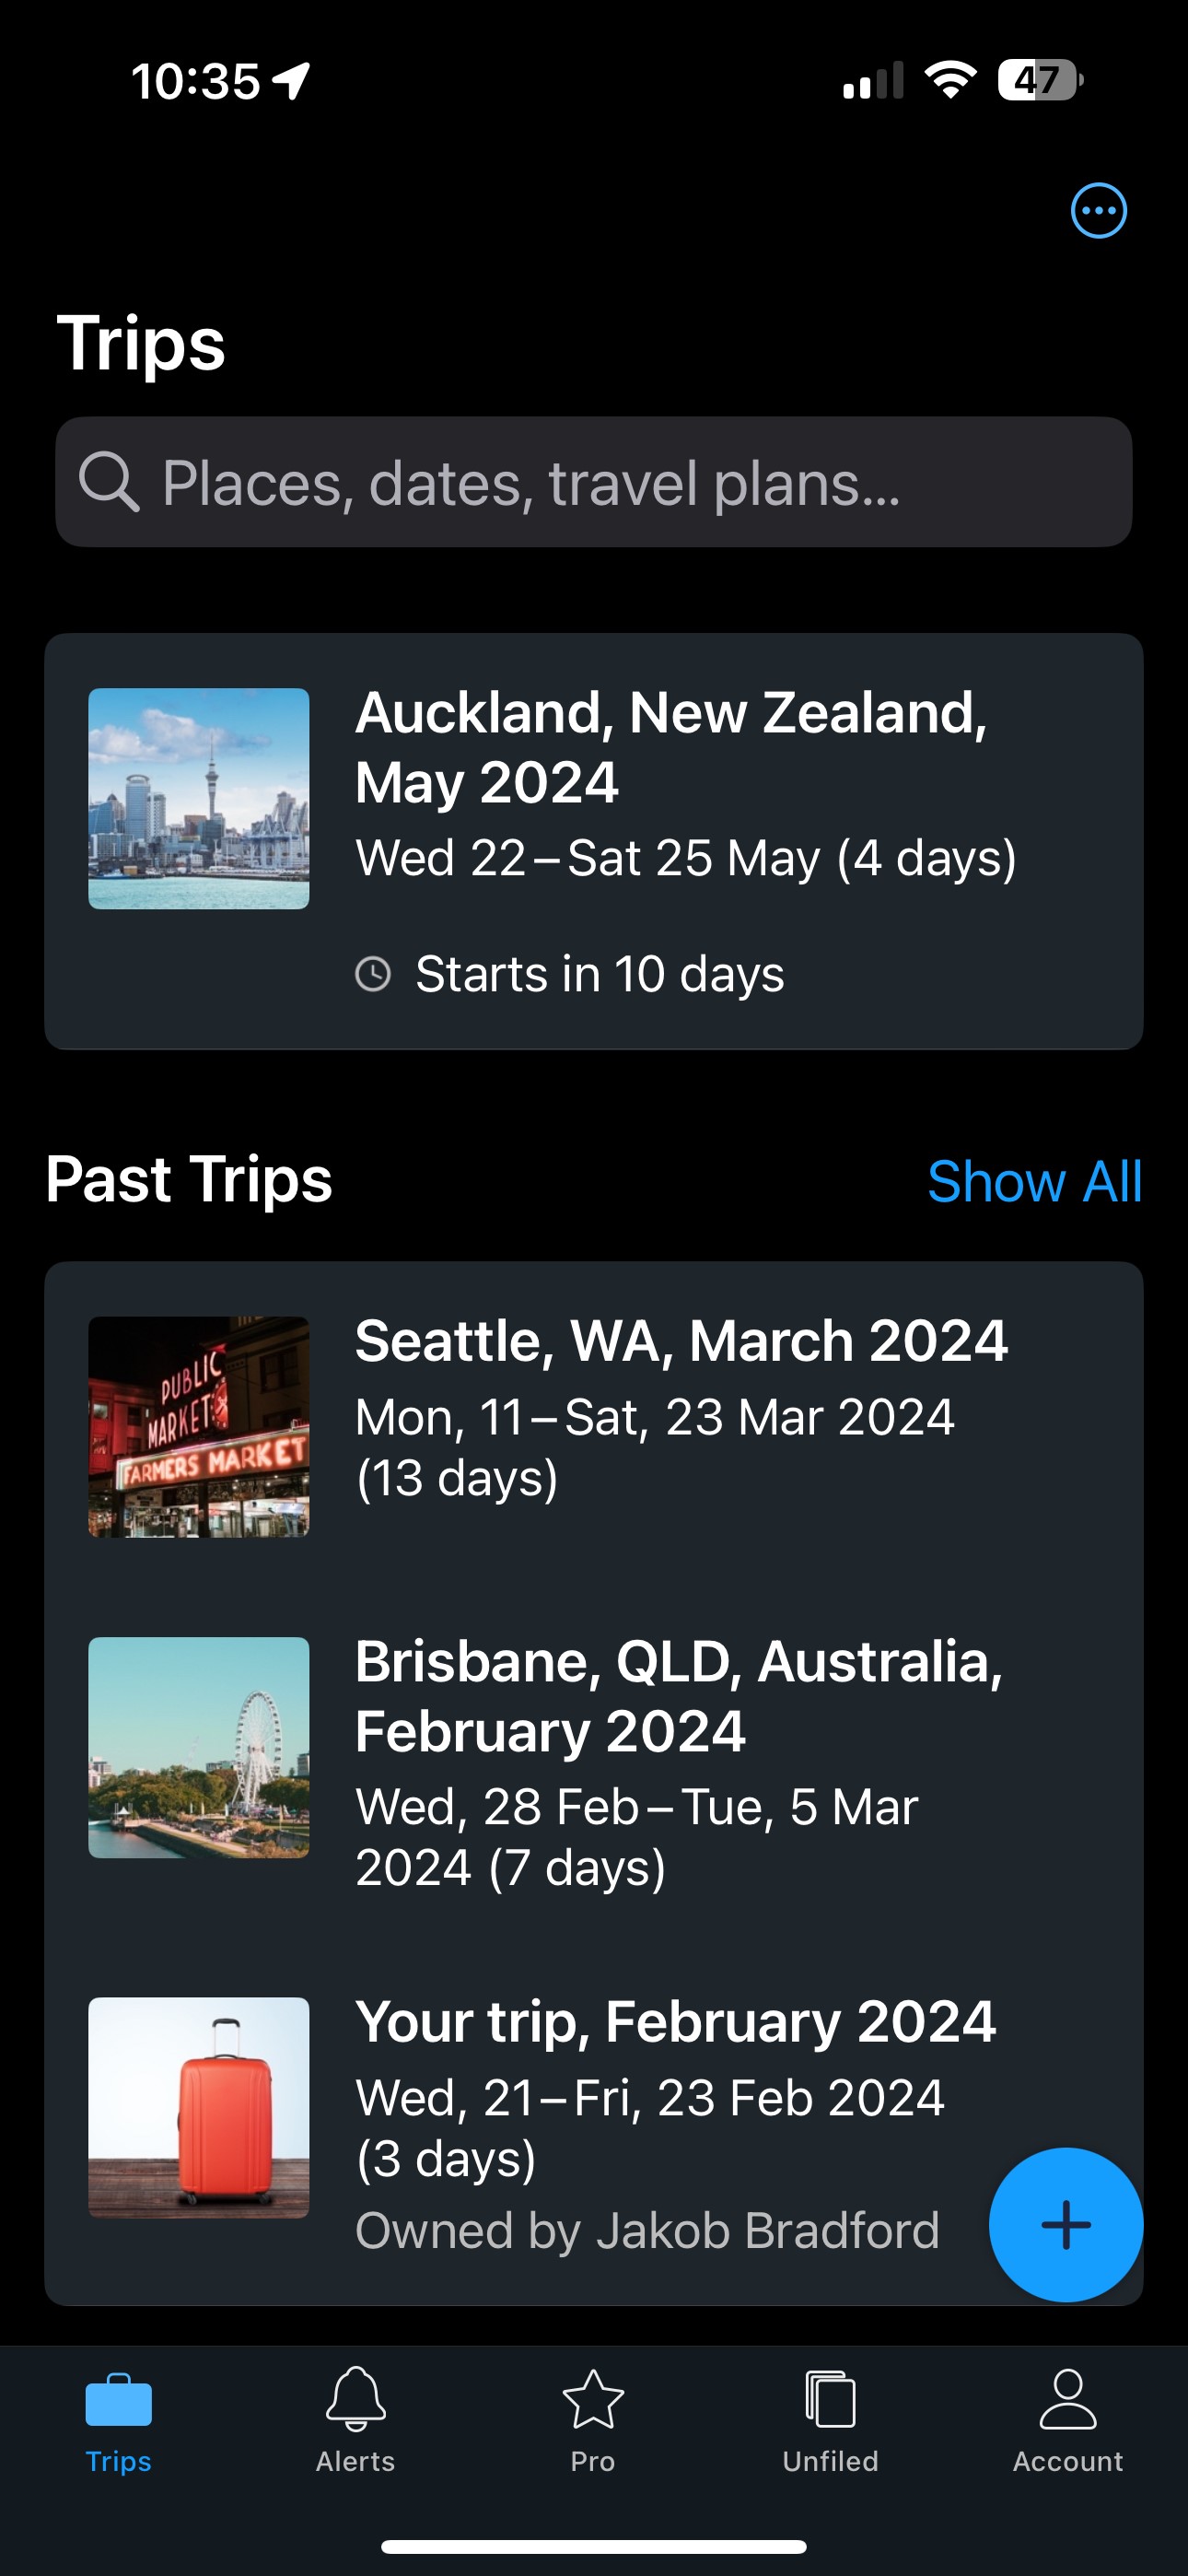 10:35
47
Trips
Places, dates, travel plans...
Auckland, New Zealand,
May 2024
Wed 22 – Sat 25 May (4 days)
Starts in 10 days
Past Trips
Show All
PUBLIC
MARKET
FARMERS MARKET
Seattle, WA, March 2024
Mon, 11 – Sat, 23 Mar 2024
(13 days)
Brisbane, QLD, Australia,
February 2024
Wed, 28 Feb – Tue, 5 Mar
2024 (7 days)
Your trip, February 2024
Wed, 21 – Fri, 23 Feb 2024
(3 days)
Owned by Jakob Bradford
Trips
Alerts
Pro
Unfiled
Account